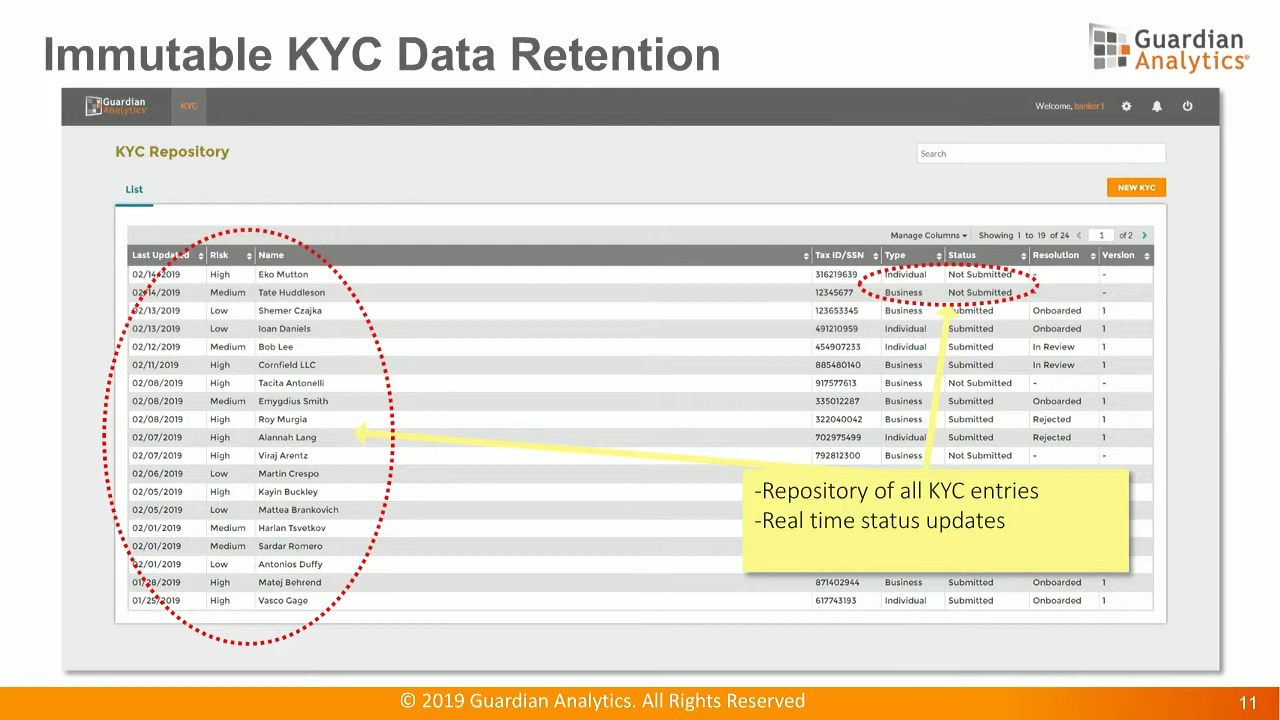 Immutable KYC Data Retention
Guardian Analytics®
Guardian Analytics KYC Welcome, banker1
KYC Repository
Search
List
NEW KYC
Manage Columns Showing 1 to 19 of 24 < 1 of 2 >
Last Updated Risk Name Tax ID/SSN Type Status Resolution Version
02/14/2019 High Eko Mutton 316219639 Individual Not Submitted - -
02/14/2019 Medium Tate Huddleson 12345677 Business Not Submitted - -
02/13/2019 Low Shemer Czajka 123653345 Business Submitted Onboarded 1
02/13/2019 Low Ioan Daniels 491210959 Individual Submitted Onboarded 1
02/12/2019 Medium Bob Lee 454907233 Individual Submitted In Review 1
02/11/2019 High Cornfield LLC 885480140 Business Submitted In Review 1
02/08/2019 High Tacita Antonelli 917577613 Business Not Submitted - -
02/08/2019 Medium Emygdius Smith 335012287 Business Submitted Onboarded 1
02/08/2019 High Roy Murgia 322040042 Business Submitted Rejected 1
02/07/2019 High Alannah Lang 702975499 Individual Submitted Rejected 1
02/07/2019 High Viraj Arentz 792812300 Business Not Submitted - -
02/06/2019 Low Martin Crespo
02/05/2019 High Kayin Buckley
02/05/2019 Low Mattea Brankovich
02/01/2019 Medium Harlan Tsvetkov
02/01/2019 Medium Sardar Romero
02/01/2019 Low Antonios Duffy
01/28/2019 High Matej Behrend 871402944 Business Submitted Onboarded 1
01/25/2019 High Vasco Gage 617743193 Individual Submitted Onboarded 1
-Repository of all KYC entries
-Real time status updates
© 2019 Guardian Analytics. All Rights Reserved
11